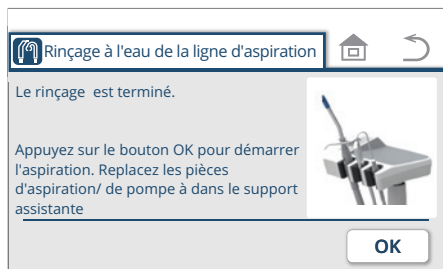 Rinçage à l'eau de la ligne d'aspiration
Le rinçage est terminé.
Appuyez sur le bouton OK pour démarrer
l'aspiration. Replacez les pièces
d'aspiration/ de pompe à dans le support
assistante
OK